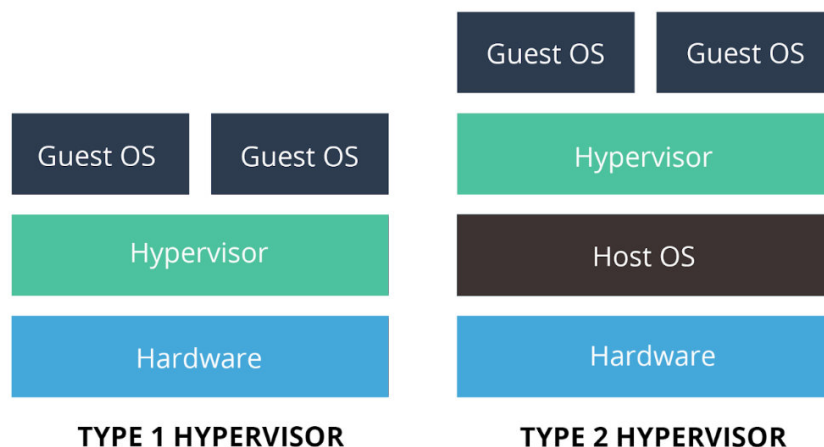 Guest OS Guest OS
Hypervisor
Hardware
TYPE 1 HYPERVISOR
Guest OS Guest OS
Hypervisor
Host OS
Hardware
TYPE 2 HYPERVISOR